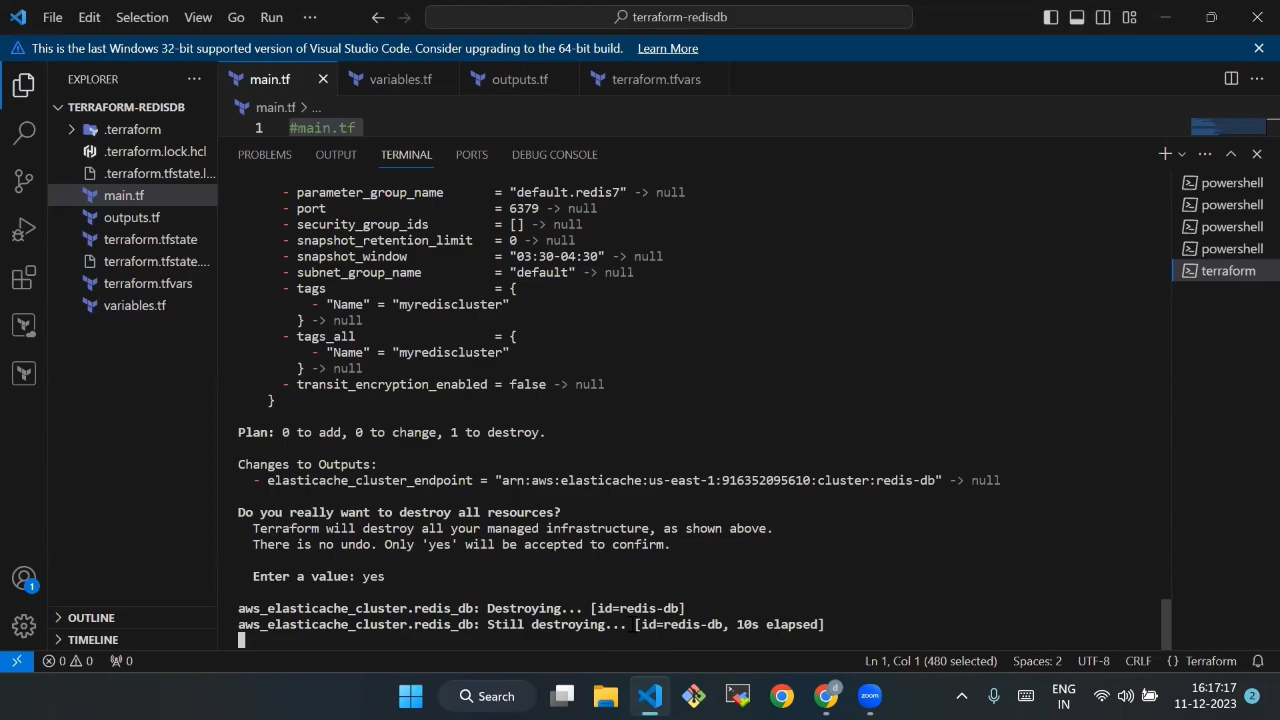 File Edit Selection View Go Run ··· terraform-redisdb
This is the last Windows 32-bit supported version of Visual Studio Code. Consider upgrading to the 64-bit build. Learn More
EXPLORER ···
main.tf variables.tf outputs.tf terraform.tfvars
TERRAFORM-REDISDB
.terraform
.terraform.lock.hcl
.terraform.tfstate.l...
main.tf
outputs.tf
terraform.tfstate
terraform.tfstate....
terraform.tfvars
variables.tf
OUTLINE
TIMELINE
main.tf > ...
1 #main.tf
PROBLEMS OUTPUT TERMINAL PORTS DEBUG CONSOLE
- parameter_group_name = "default.redis7" -> null
- port = 6379 -> null
- security_group_ids = [] -> null
- snapshot_retention_limit = 0 -> null
- snapshot_window = "03:30-04:30" -> null
- subnet_group_name = "default" -> null
- tags = {
- "Name" = "myrediscluster"
} -> null
- tags_all = {
- "Name" = "myrediscluster"
} -> null
- transit_encryption_enabled = false -> null
}
Plan: 0 to add, 0 to change, 1 to destroy.
Changes to Outputs:
- elasticache_cluster_endpoint = "arn:aws:elasticache:us-east-1:916352095610:cluster:redis-db" -> null
Do you really want to destroy all resources?
Terraform will destroy all your managed infrastructure, as shown above.
There is no undo. Only 'yes' will be accepted to confirm.
Enter a value: yes
aws_elasticache_cluster.redis_db: Destroying... [id=redis-db]
aws_elasticache_cluster.redis_db: Still destroying... [id=redis-db, 10s elapsed]
powershell
powershell
powershell
powershell
terraform
0 0 0 Ln 1, Col 1 (480 selected) Spaces: 2 UTF-8 CRLF {} Terraform
1
Search
d
zoom
ENG
IN
16:17:17
11-12-2023
2